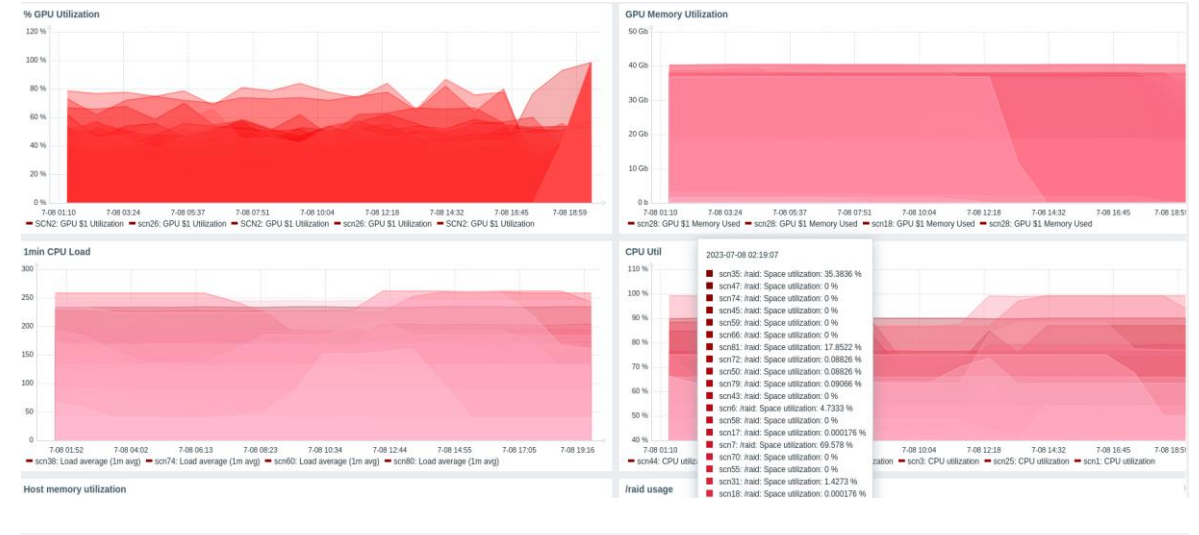 % GPU Utilization
120 %
100 %
80 %
60 %
40 %
20 %
0 %
7-08 01:10 7-08 03:24 7-08 05:37 7-08 07:51 7-08 10:04 7-08 12:18 7-08 14:32 7-08 16:45 7-08 18:59
SCN2: GPU $1 Utilization scn26: GPU $1 Utilization SCN2: GPU $1 Utilization scn26: GPU $1 Utilization SCN2: GPU $1 Utilization
GPU Memory Utilization
50 Gb
40 Gb
30 Gb
20 Gb
10 Gb
0 b
7-08 01:10 7-08 03:24 7-08 05:37 7-08 07:51 7-08 10:04 7-08 12:18 7-08 14:32 7-08 16:45 7-08 18:59
scn28: GPU $1 Memory Used scn28: GPU $1 Memory Used scn18: GPU $1 Memory Used scn28: GPU $1 Memory Used
1min CPU Load
300
250
200
150
100
50
0
7-08 01:52 7-08 04:02 7-08 06:13 7-08 08:23 7-08 10:34 7-08 12:44 7-08 14:55 7-08 17:05 7-08 19:16
scn38: Load average (1m avg) scn74: Load average (1m avg) scn60: Load average (1m avg) scn80: Load average (1m avg)
CPU Util
110 %
100 %
90 %
80 %
70 %
60 %
50 %
40 %
7-08 01:10 7-08 10:04 7-08 12:18 7-08 14:32 7-08 16:45 7-08 18:5
scn44: CPU utiliz zation scn3: CPU utilization scn25: CPU utilization scn1: CPU utilization
2023-07-08 02:19:07
scn35: /raid: Space utilization: 35.3836 %
scn47: /raid: Space utilization: 0 %
scn74: /raid: Space utilization: 0 %
scn45: /raid: Space utilization: 0 %
scn59: /raid: Space utilization: 0 %
scn66: /raid: Space utilization: 0 %
scn81: /raid: Space utilization: 17.8522 %
scn72: /raid: Space utilization: 0.08826 %
scn50: /raid: Space utilization: 0.08826 %
scn79: /raid: Space utilization: 0.09066 %
scn43: /raid: Space utilization: 0 %
scn6: /raid: Space utilization: 4.7333 %
scn58: /raid: Space utilization: 0 %
scn17: /raid: Space utilization: 0.000176 %
scn7: /raid: Space utilization: 69.578 %
scn70: /raid: Space utilization: 0 %
scn55: /raid: Space utilization: 0 %
scn31: /raid: Space utilization: 1.4273 %
scn18: /raid: Space utilization: 0.000176 %
Host memory utilization
/raid usage